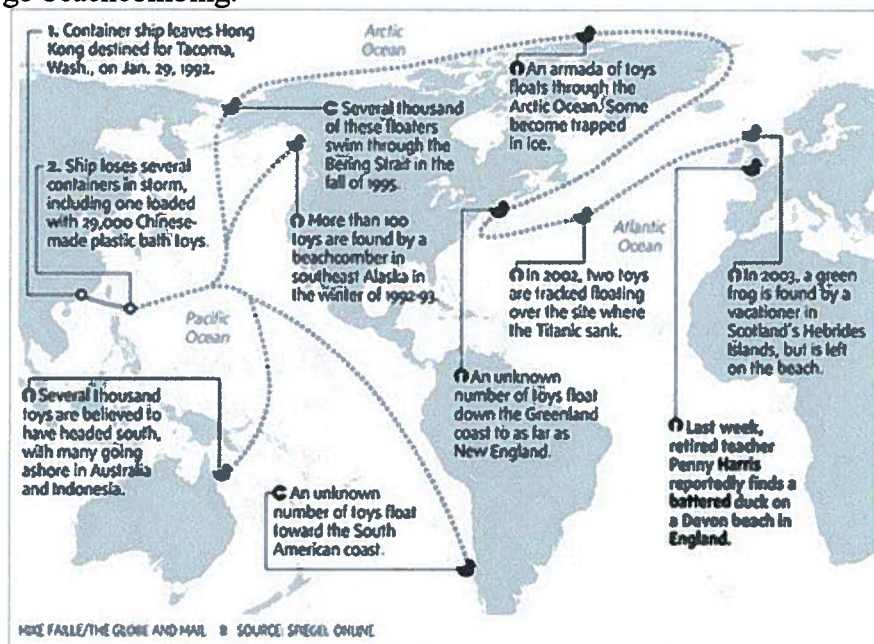 go beachcombing.
1. Container ship leaves Hong
Kong destined for Tacoma,
Wash., on Jan. 29, 1992.
Arctic
Ocean
An armada of toys
floats through the
Arctic Ocean. Some
become trapped
in ice.
Several thousand
of these floaters
swim through the
Bering Strait in the
fall of 1995.
2. Ship loses several
containers in storm,
including one loaded
with 29,000 Chinese-
made plastic bath toys.
More than 100
toys are found by a
beachcomber in
southeast Alaska in
the winter of 1992-93.
Atlantic
Ocean
In 2002, two toys
are tracked floating
over the site where
the Titanic sank.
In 2003, a green
frog is found by a
vacationer in
Scotland's Hebrides
Islands, but is left
on the beach.
Pacific
Ocean
Several thousand
toys are believed to
have headed south,
with many going
ashore in Australia
and Indonesia.
An unknown
number of toys float
down the Greenland
coast to as far as
New England.
Last week,
retired teacher
Penny Harris
reportedly finds a
battered duck on
a Devon beach in
England.
An unknown
number of toys float
toward the South
American coast.
MIKE FAILLE/THE GLOBE AND MAIL SOURCE: SPIEGEL ONLINE